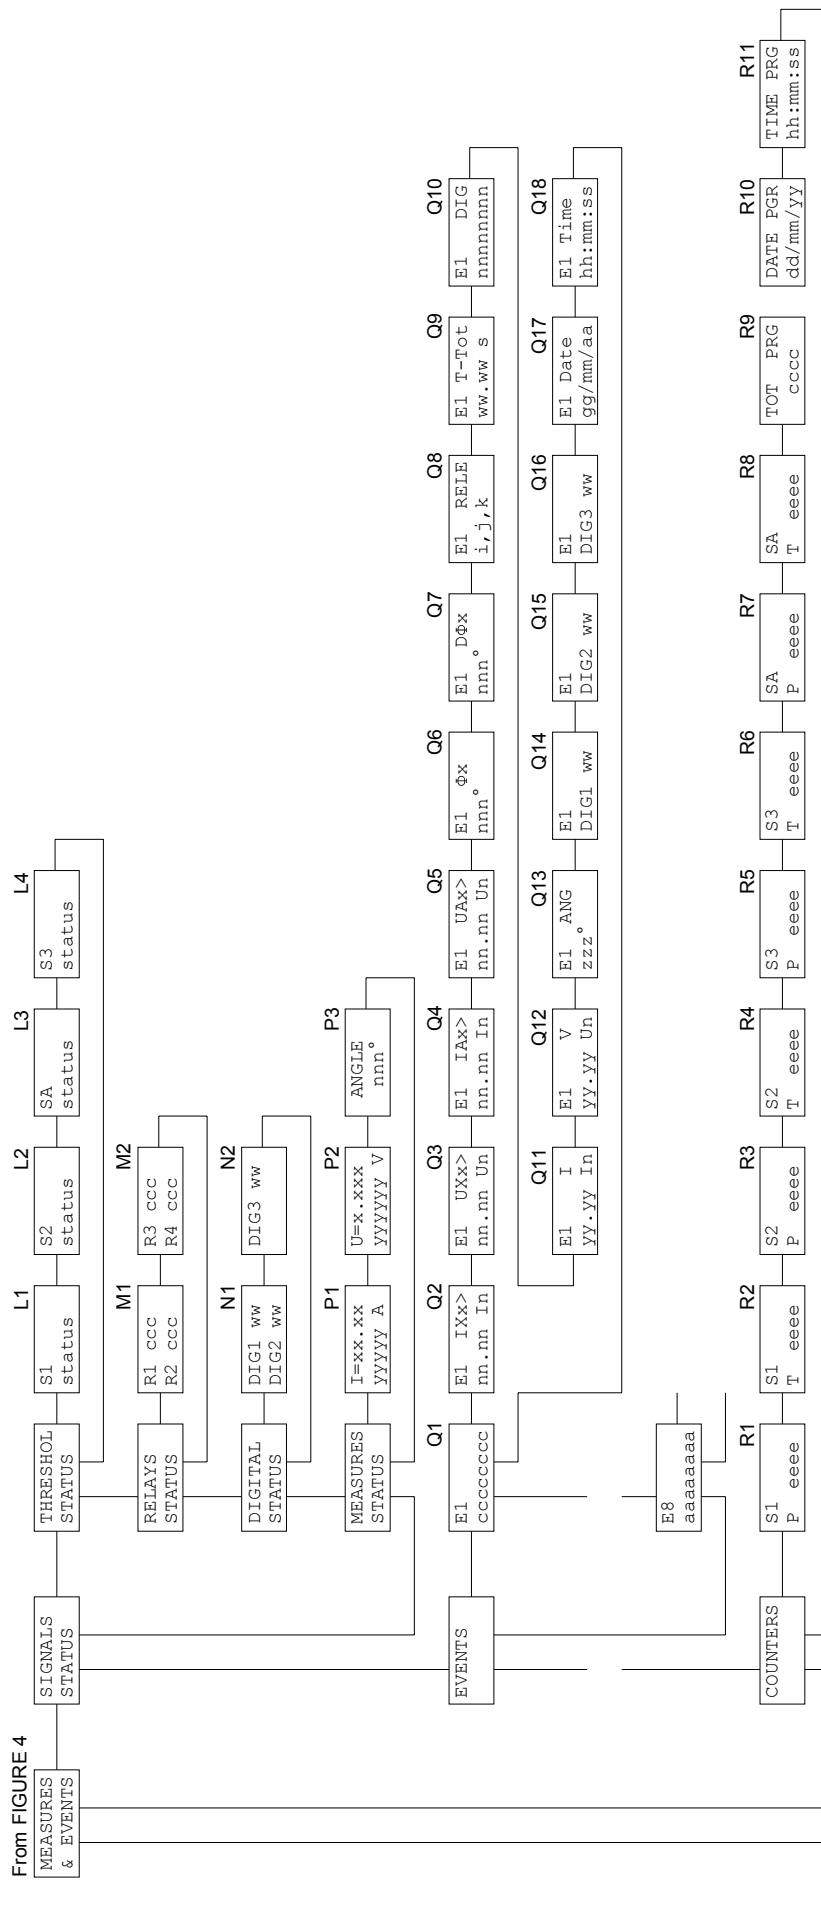 From FIGURE 4
MEASURES
& EVENTS
SIGNALS
STATUS
THRESHOL
STATUS
L1
S1
status
L2
S2
status
L3
SA
status
L4
S3
status
RELAYS
STATUS
M1
R1 ccc
R2 ccc
M2
R3 ccc
R4 ccc
DIGITAL
STATUS
N1
DIG1 ww
DIG2 ww
N2
DIG3 ww
MEASURES
STATUS
P1
I=xx.xx
yyyyy A
P2
U=x.xxx
yyyyyy V
P3
ANGLE
nnn°
EVENTS
Q1
E1
cccccccc
Q2
E1 IXx>
nn.nn In
Q3
E1 UXx>
nn.nn Un
Q4
E1 IAx>
nn.nn In
Q5
E1 UAx>
nn.nn Un
Q6
E1 Φx
nnn°
Q7
E1 DΦx
nnn°
Q8
E1 RELE
i,j,k
Q9
E1 T-Tot
ww.ww s
Q10
E1 DIG
nnnnnnnn
Q11
E1 I
yy.yy In
Q12
E1 V
yy.yy Un
Q13
E1 ANG
zzz°
Q14
E1
DIG1 ww
Q15
E1
DIG2 ww
Q16
E1
DIG3 ww
Q17
E1 Date
gg/mm/aa
Q18
E1 Time
hh:mm:ss
E8
aaaaaaaa
COUNTERS
R1
S1
P eeee
R2
S1
T eeee
R3
S2
P eeee
R4
S2
T eeee
R5
S3
P eeee
R6
S3
T eeee
R7
SA
P eeee
R8
SA
T eeee
R9
TOT PRG
cccc
R10
DATE PGR
dd/mm/yy
R11
TIME PRG
hh:mm:ss